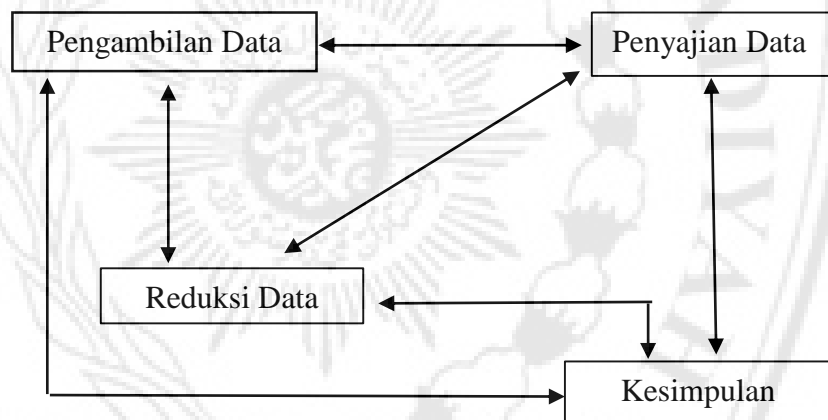 Pengambilan Data
Penyajian Data
Reduksi Data
Kesimpulan